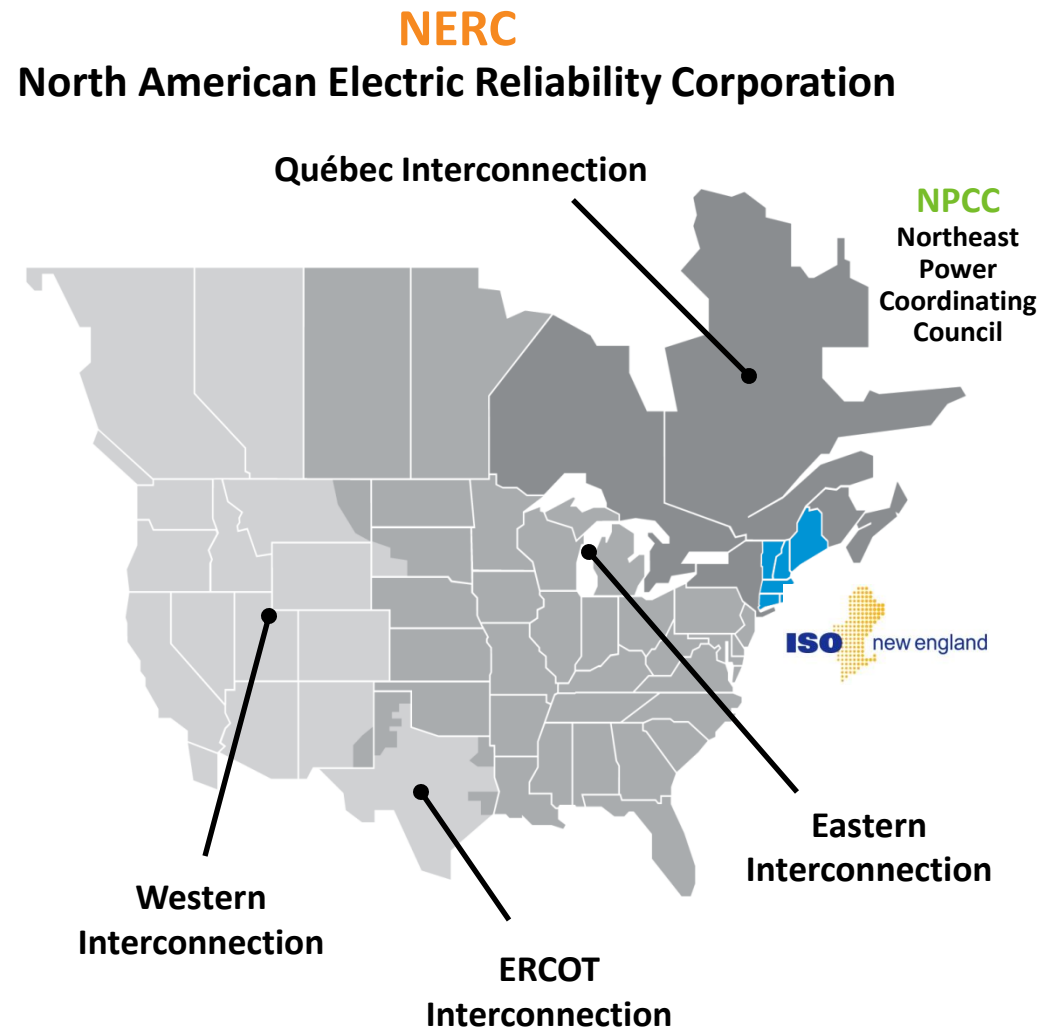 NERC
North American Electric Reliability Corporation
Québec Interconnection
NPCC
Northeast
Power
Coordinating
Council
ISO new england
Eastern
Interconnection
Western
Interconnection
ERCOT
Interconnection